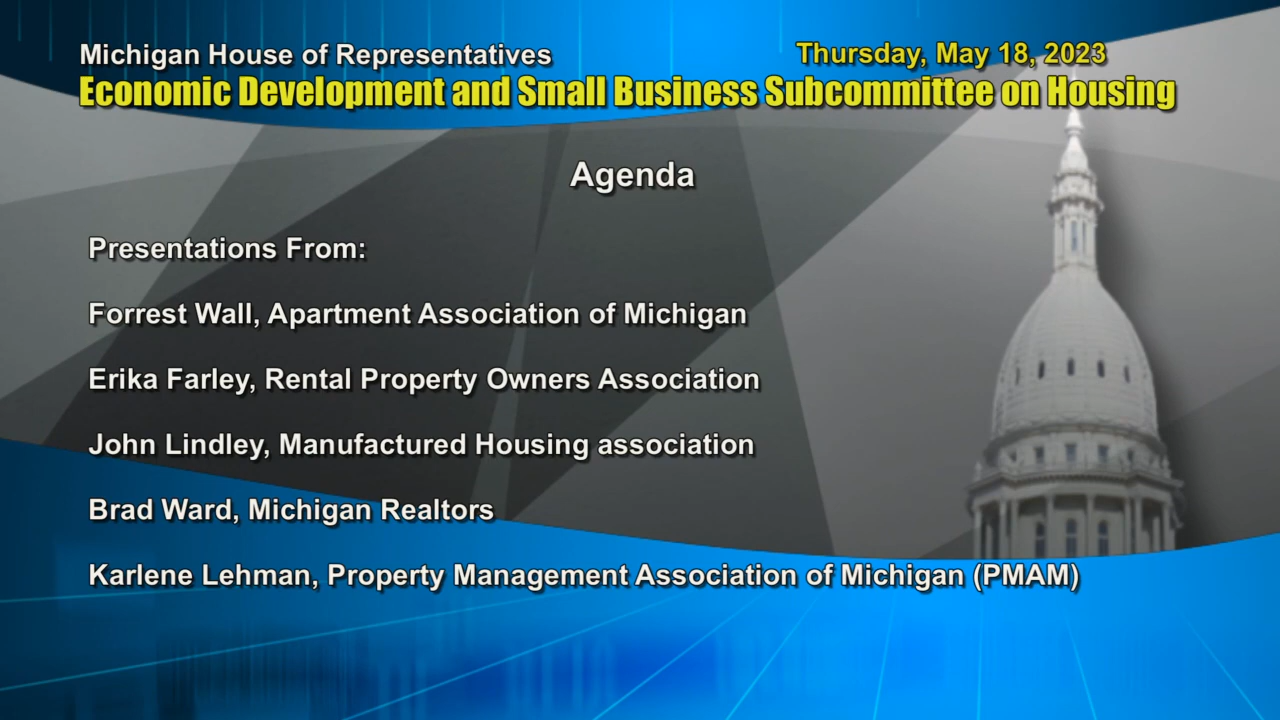 Michigan House of Representatives
Thursday, May 18, 2023
Economic Development and Small Business Subcommittee on Housing
Agenda
Presentations From:
Forrest Wall, Apartment Association of Michigan
Erika Farley, Rental Property Owners Association
John Lindley, Manufactured Housing association
Brad Ward, Michigan Realtors
Karlene Lehman, Property Management Association of Michigan (PMAM)